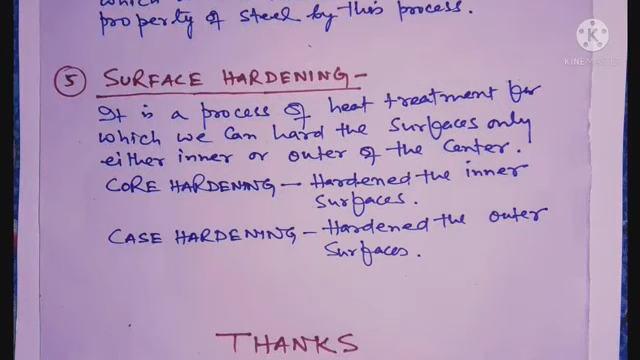 property of steel by this process.
⑤ SURFACE HARDENING-
It is a process of heat treatment for
which we can hard the surfaces only
either inner or outer of the center.
CORE HARDENING - Hardened the inner
surfaces.
CASE HARDENING - Hardened the outer
surfaces.
THANKS
K